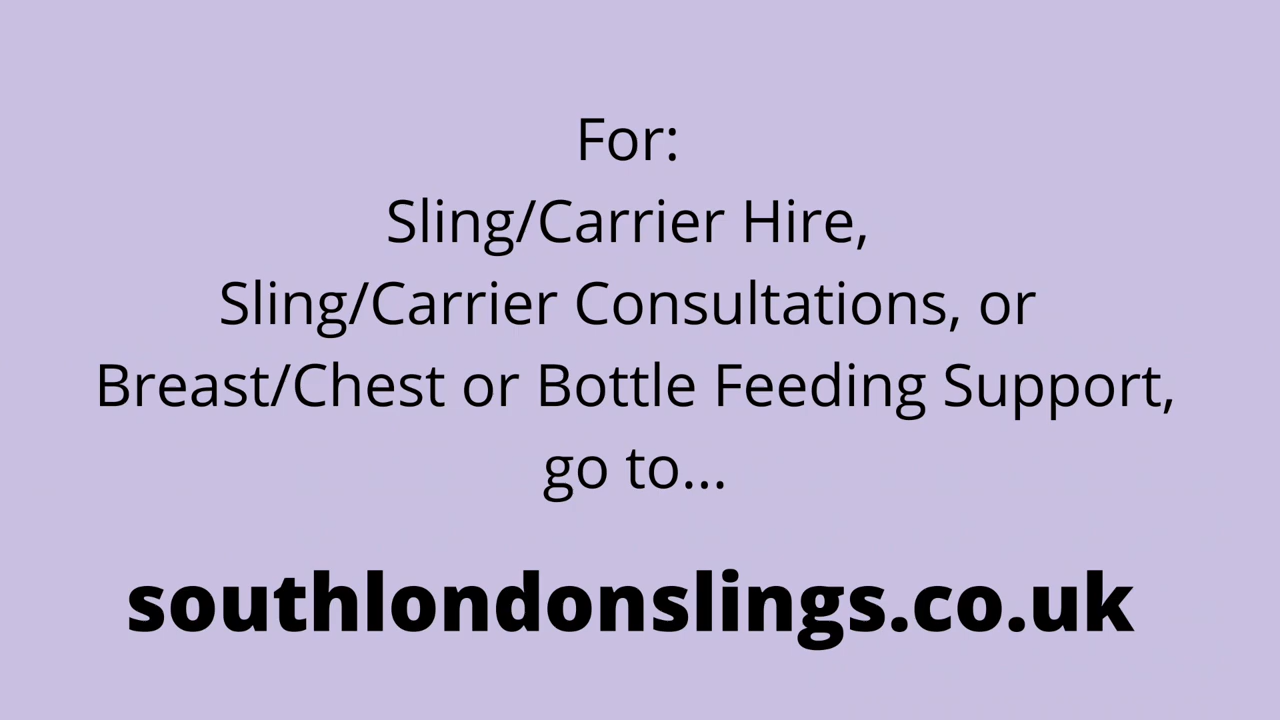 For:
Sling/Carrier Hire,
Sling/Carrier Consultations, or
Breast/Chest or Bottle Feeding Support,
go to...
southlondonslings.co.uk